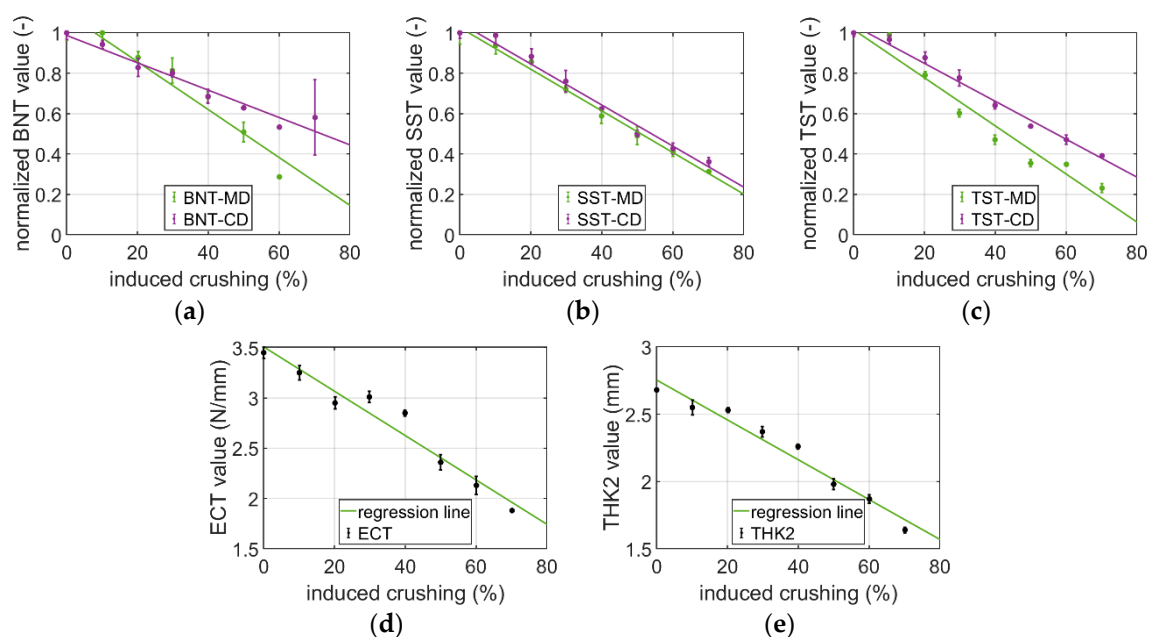 normalized BNT value (-)
1
0.8
0.6
0.4
0.2
0
BNT-MD
BNT-CD
0 20 40 60 80
induced crushing (%)
(a)
normalized SST value (-)
1
0.8
0.6
0.4
0.2
0
SST-MD
SST-CD
0 20 40 60 80
induced crushing (%)
(b)
normalized TST value (-)
1
0.8
0.6
0.4
0.2
0
TST-MD
TST-CD
0 20 40 60 80
induced crushing (%)
(c)
ECT value (N/mm)
3.5
3
2.5
2
1.5
regression line
ECT
0 20 40 60 80
induced crushing (%)
(d)
THK2 value (mm)
3
2.5
2
1.5
regression line
THK2
0 20 40 60 80
induced crushing (%)
(e)